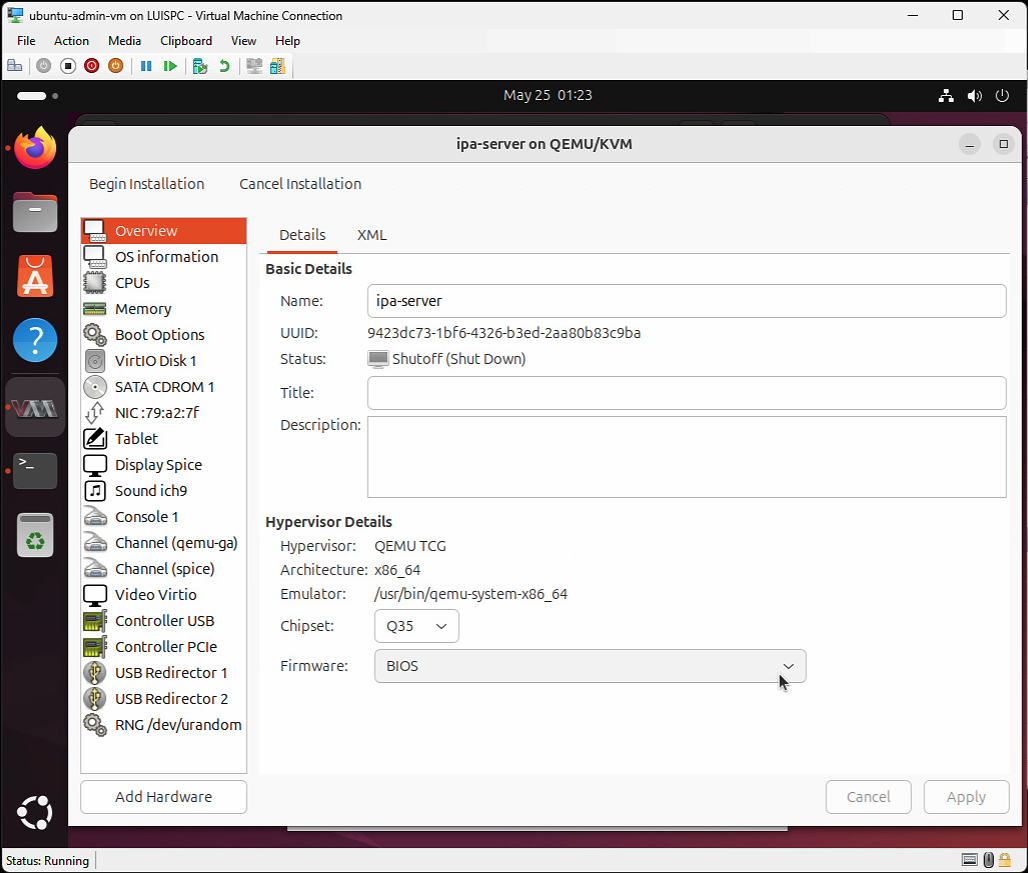 ubuntu-admin-vm on LUISPC - Virtual Machine Connection
File Action Media Clipboard View Help
May 25 01:23
ipa-server on QEMU/KVM
Begin Installation Cancel Installation
Overview
OS information
CPUs
Memory
Boot Options
VirtIO Disk 1
SATA CDROM 1
NIC :79:a2:7f
Tablet
Display Spice
Sound ich9
Console 1
Channel (qemu-ga)
Channel (spice)
Video Virtio
Controller USB
Controller PCIe
USB Redirector 1
USB Redirector 2
RNG /dev/urandom
Add Hardware
Details XML
Basic Details
Name: ipa-server
UUID: 9423dc73-1bf6-4326-b3ed-2aa80b83c9ba
Status: Shutoff (Shut Down)
Title:
Description:
Hypervisor Details
Hypervisor: QEMU TCG
Architecture: x86_64
Emulator: /usr/bin/qemu-system-x86_64
Chipset: Q35
Firmware: BIOS
Cancel Apply
Status: Running